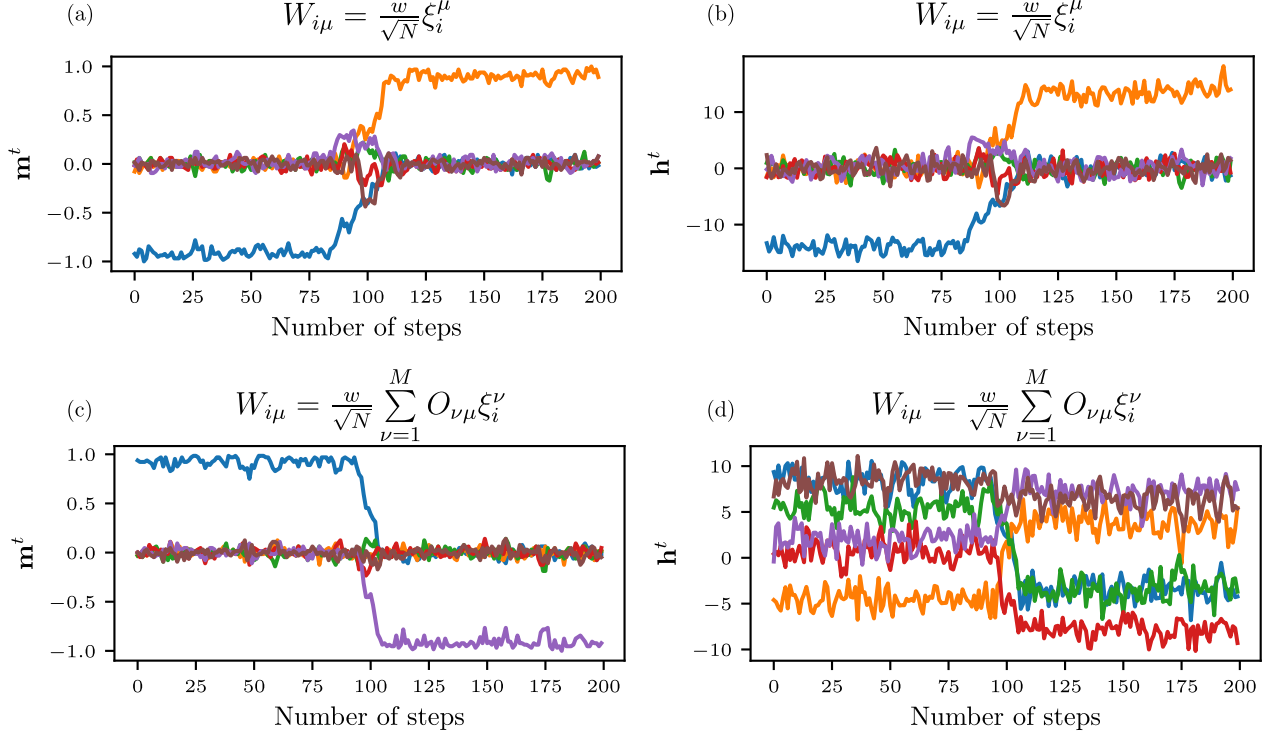 (a)
W_{iμ} = \frac{w}{\sqrt{N}} ξ_i^μ
1.0
0.5
0.0
−0.5
−1.0
m^t
0 25 50 75 100 125 150 175 200
Number of steps
(b)
W_{iμ} = \frac{w}{\sqrt{N}} ξ_i^μ
10
0
−10
h^t
0 25 50 75 100 125 150 175 200
Number of steps
(c)
W_{iμ} = \frac{w}{\sqrt{N}} \sum_{ν=1}^{M} O_{νμ} ξ_i^ν
1.0
0.5
0.0
−0.5
−1.0
m^t
0 25 50 75 100 125 150 175 200
Number of steps
(d)
W_{iμ} = \frac{w}{\sqrt{N}} \sum_{ν=1}^{M} O_{νμ} ξ_i^ν
10
5
0
−5
−10
h^t
0 25 50 75 100 125 150 175 200
Number of steps